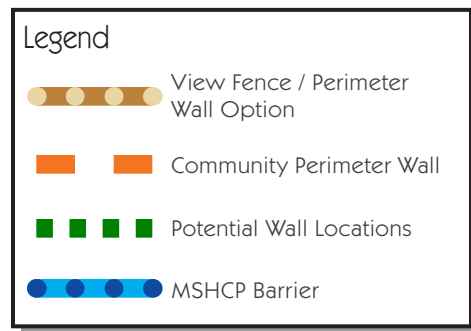 Legend
View Fence / Perimeter
Wall Option
Community Perimeter Wall
Potential Wall Locations
MSHCP Barrier